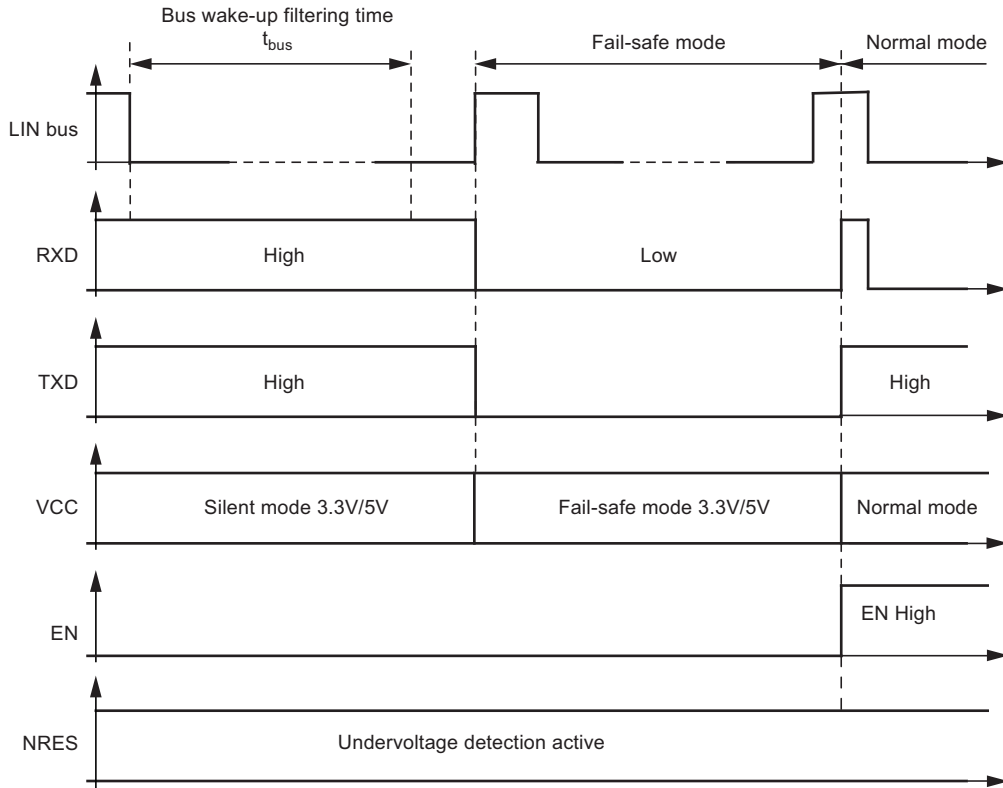 Bus wake-up filtering time
tbus
Fail-safe mode
Normal mode
LIN bus
RXD
High
Low
TXD
High
High
VCC
Silent mode 3.3V/5V
Fail-safe mode 3.3V/5V
Normal mode
EN
EN High
NRES
Undervoltage detection active